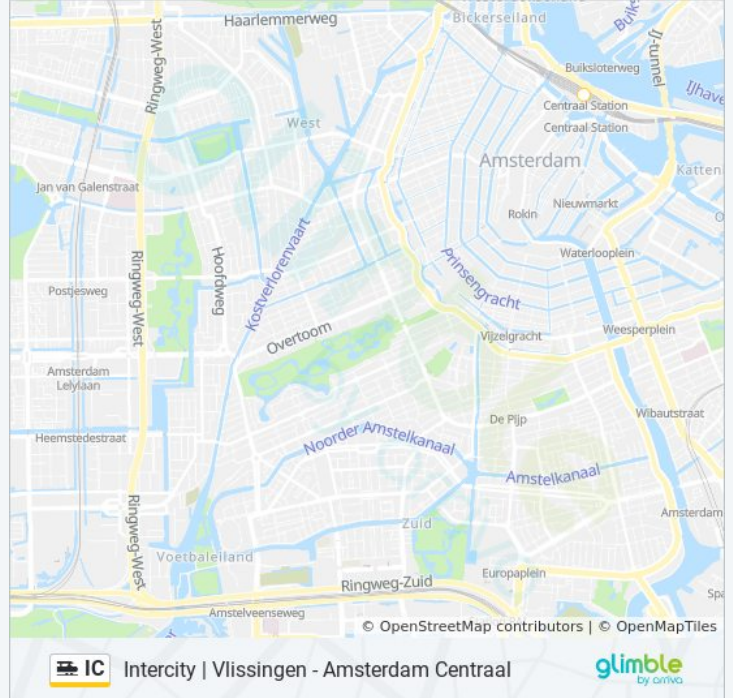 Haarlemmerweg
Bickerseiland
Buiks
IJ-tunnel
Ringweg-West
Buiksloterweg
IJhave
Centraal Station
Centraal Station
West
Amsterdam
Katten
Jan van Galenstraat
Nieuwmarkt
Rokin
O
Waterlooplein
Kostverlorenvaart
Hoofdweg
Prinsengracht
Ringweg-West
Postjesweg
Overtoom
Vijzelgracht
Weesperplein
Amsterdam
Lelylaan
Wibautstraat
De Pijp
Heemstedestraat
Noorder Amstelkanaal
Amstelkanaal
Ringweg-West
Amsterdam
Zuid
Voetbaleiland
Europaplein
Ringweg-Zuid
Spa
Amstelveenseweg
er
© OpenStreetMap contributors | © OpenMapTiles
IC Intercity | Vlissingen - Amsterdam Centraal
glimble
by arriva